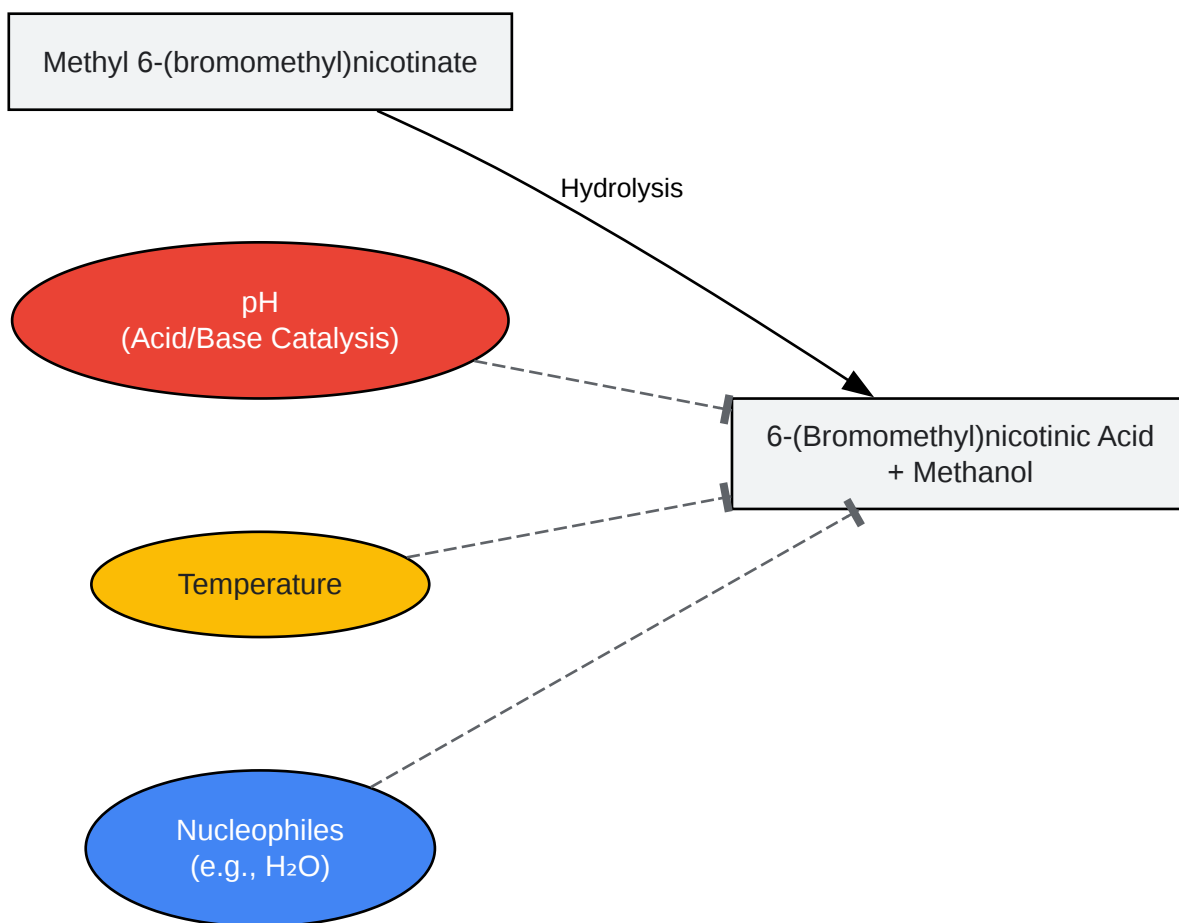 Methyl 6-(bromomethyl)nicotinate
Hydrolysis
pH
(Acid/Base Catalysis)
6-(Bromomethyl)nicotinic Acid
+ Methanol
Temperature
Nucleophiles
(e.g., H₂O)